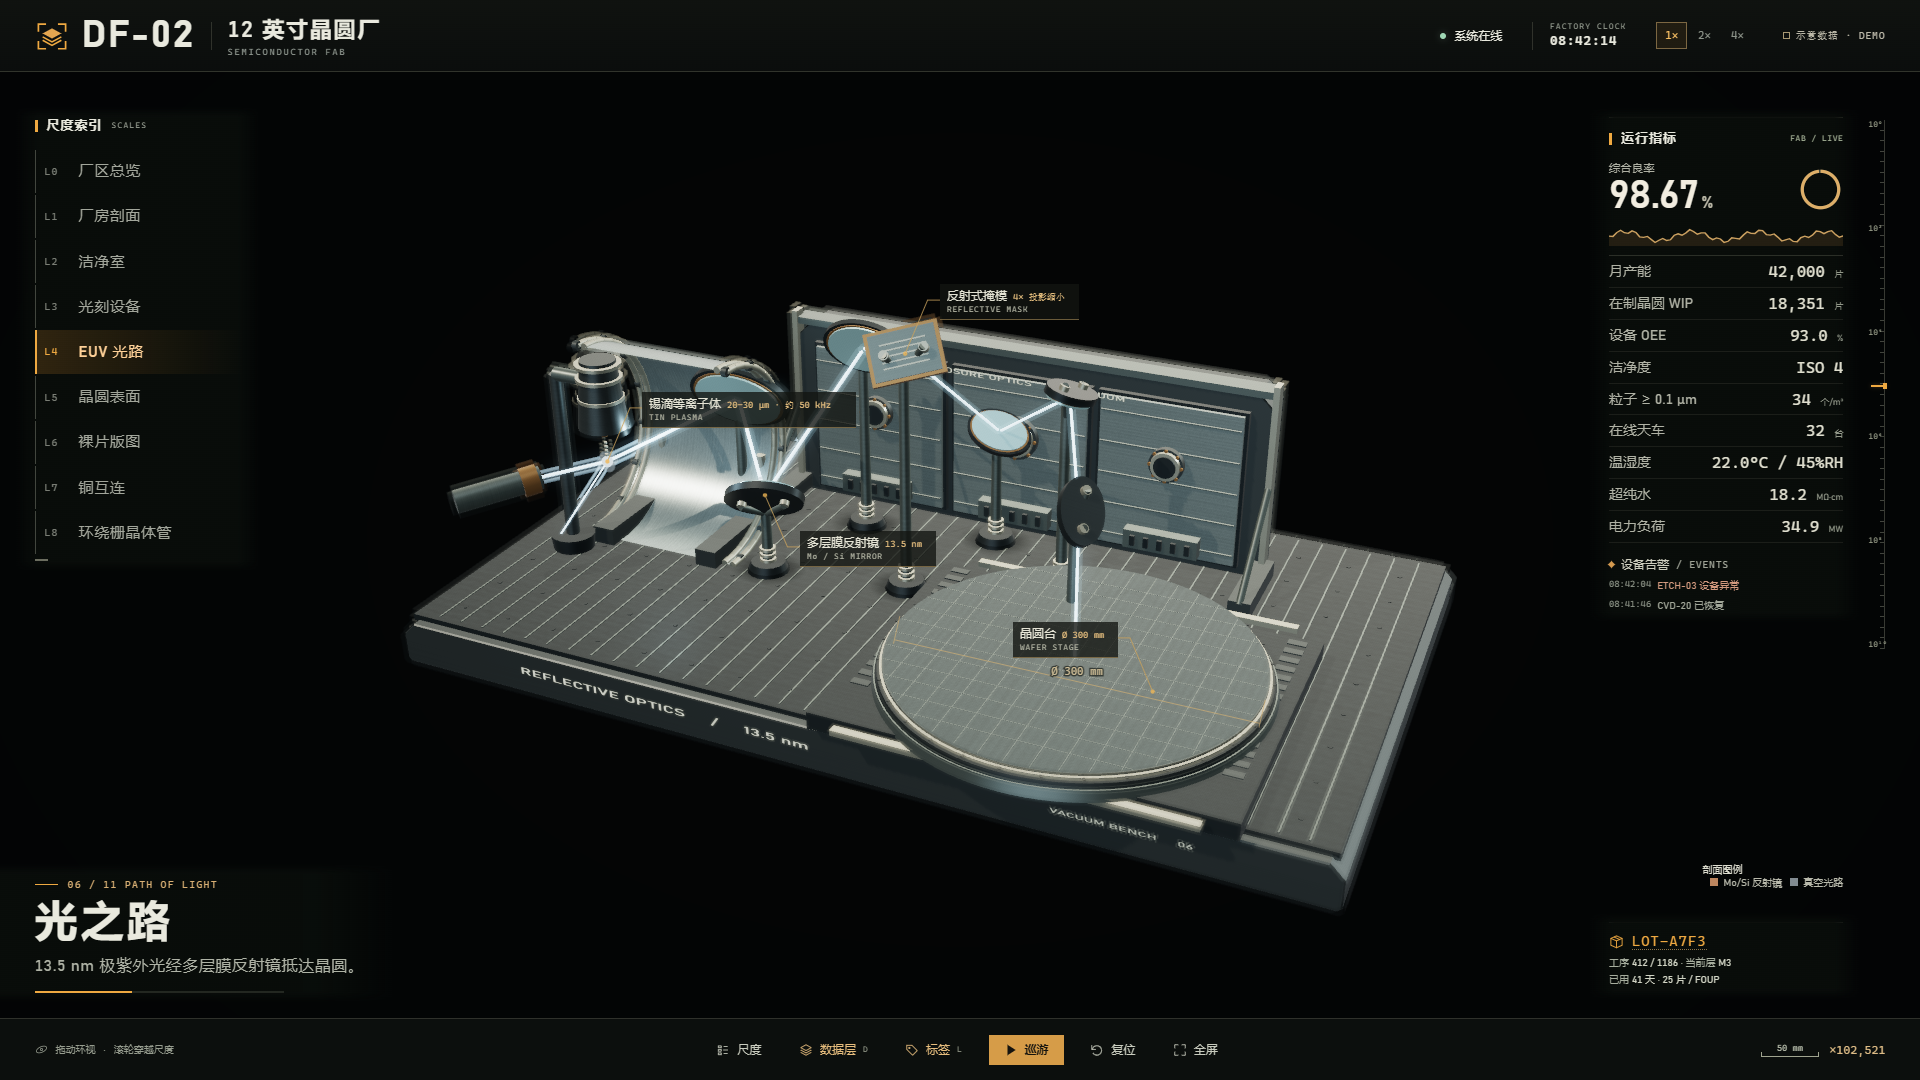 DF-02
12 英寸晶圆厂
SEMICONDUCTOR FAB
系统在线
FACTORY CLOCK
08:42:14
1× 2× 4×
示意数据 · DEMO
尺度索引 SCALES
L0 厂区总览
L1 厂房剖面
L2 洁净室
L3 光刻设备
L4 EUV 光路
L5 晶圆表面
L6 裸片版图
L7 铜互连
L8 环绕栅晶体管
反射式掩模 4× 投影缩小
REFLECTIVE MASK
锡滴等离子体 20–30 μm · 约 50 kHz
TIN PLASMA
多层膜反射镜 13.5 nm
Mo / Si MIRROR
晶圆台 Ø 300 mm
WAFER STAGE
Ø 300 mm
OSURE OPTICS
REFLECTIVE OPTICS / 13.5 nm
VACUUM BENCH 06
运行指标 FAB / LIVE
综合良率
98.67%
月产能 42,000 片
在制晶圆 WIP 18,351 片
设备 OEE 93.0 %
洁净度 ISO 4
粒子 ≥ 0.1 μm 34 个/m³
在线天车 32 台
温湿度 22.0°C / 45%RH
超纯水 18.2 MΩ·cm
电力负荷 34.9 MW
设备告警 / EVENTS
08:42:04 ETCH-03 设备异常
08:41:46 CVD-20 已恢复
剖面图例
Mo/Si 反射镜 真空光路
LOT-A7F3
工序 412 / 1186 · 当前层 M3
已用 41 天 · 25 片 / FOUP
06 / 11 PATH OF LIGHT
光之路
13.5 nm 极紫外光经多层膜反射镜抵达晶圆。
拖动环视 · 滚轮穿越尺度
尺度
数据层 D
标签 L
巡游
复位
全屏
50 mm
×102,521